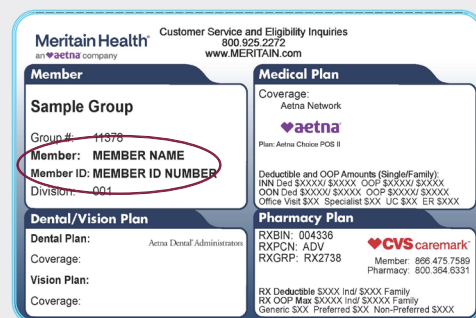 Meritain Health®
an aetna company
Customer Service and Eligibility Inquiries
800.925.2272
www.MERITAIN.com
Member
Sample Group
Group #: 11378
Member: MEMBER NAME
Member ID: MEMBER ID NUMBER
Division: 001
Medical Plan
Coverage:
Aetna Network
aetna
Plan: Aetna Choice POS II
Deductible and OOP Amounts (Single/Family):
INN Ded $XXXX/ $XXXX OOP $XXXX/ $XXXX
OON Ded $XXXX/ $XXXX OOP $XXXX/ $XXXX
Office Visit $XX Specialist $XX UC $XX ER $XXX
Dental/Vision Plan
Dental Plan: Aetna Dental Administrators
Coverage:
Vision Plan:
Coverage:
Pharmacy Plan
RXBIN: 004336
RXPCN: ADV
RXGRP: RX2738
CVS caremark
Member: 866.475.7589
Pharmacy: 800.364.6331
RX Deductible $XXX Ind/ $XXX Family
RX OOP Max $XXXX Ind/ $XXXX Family
Generic $XX Preferred $XX Non-Preferred $XXX